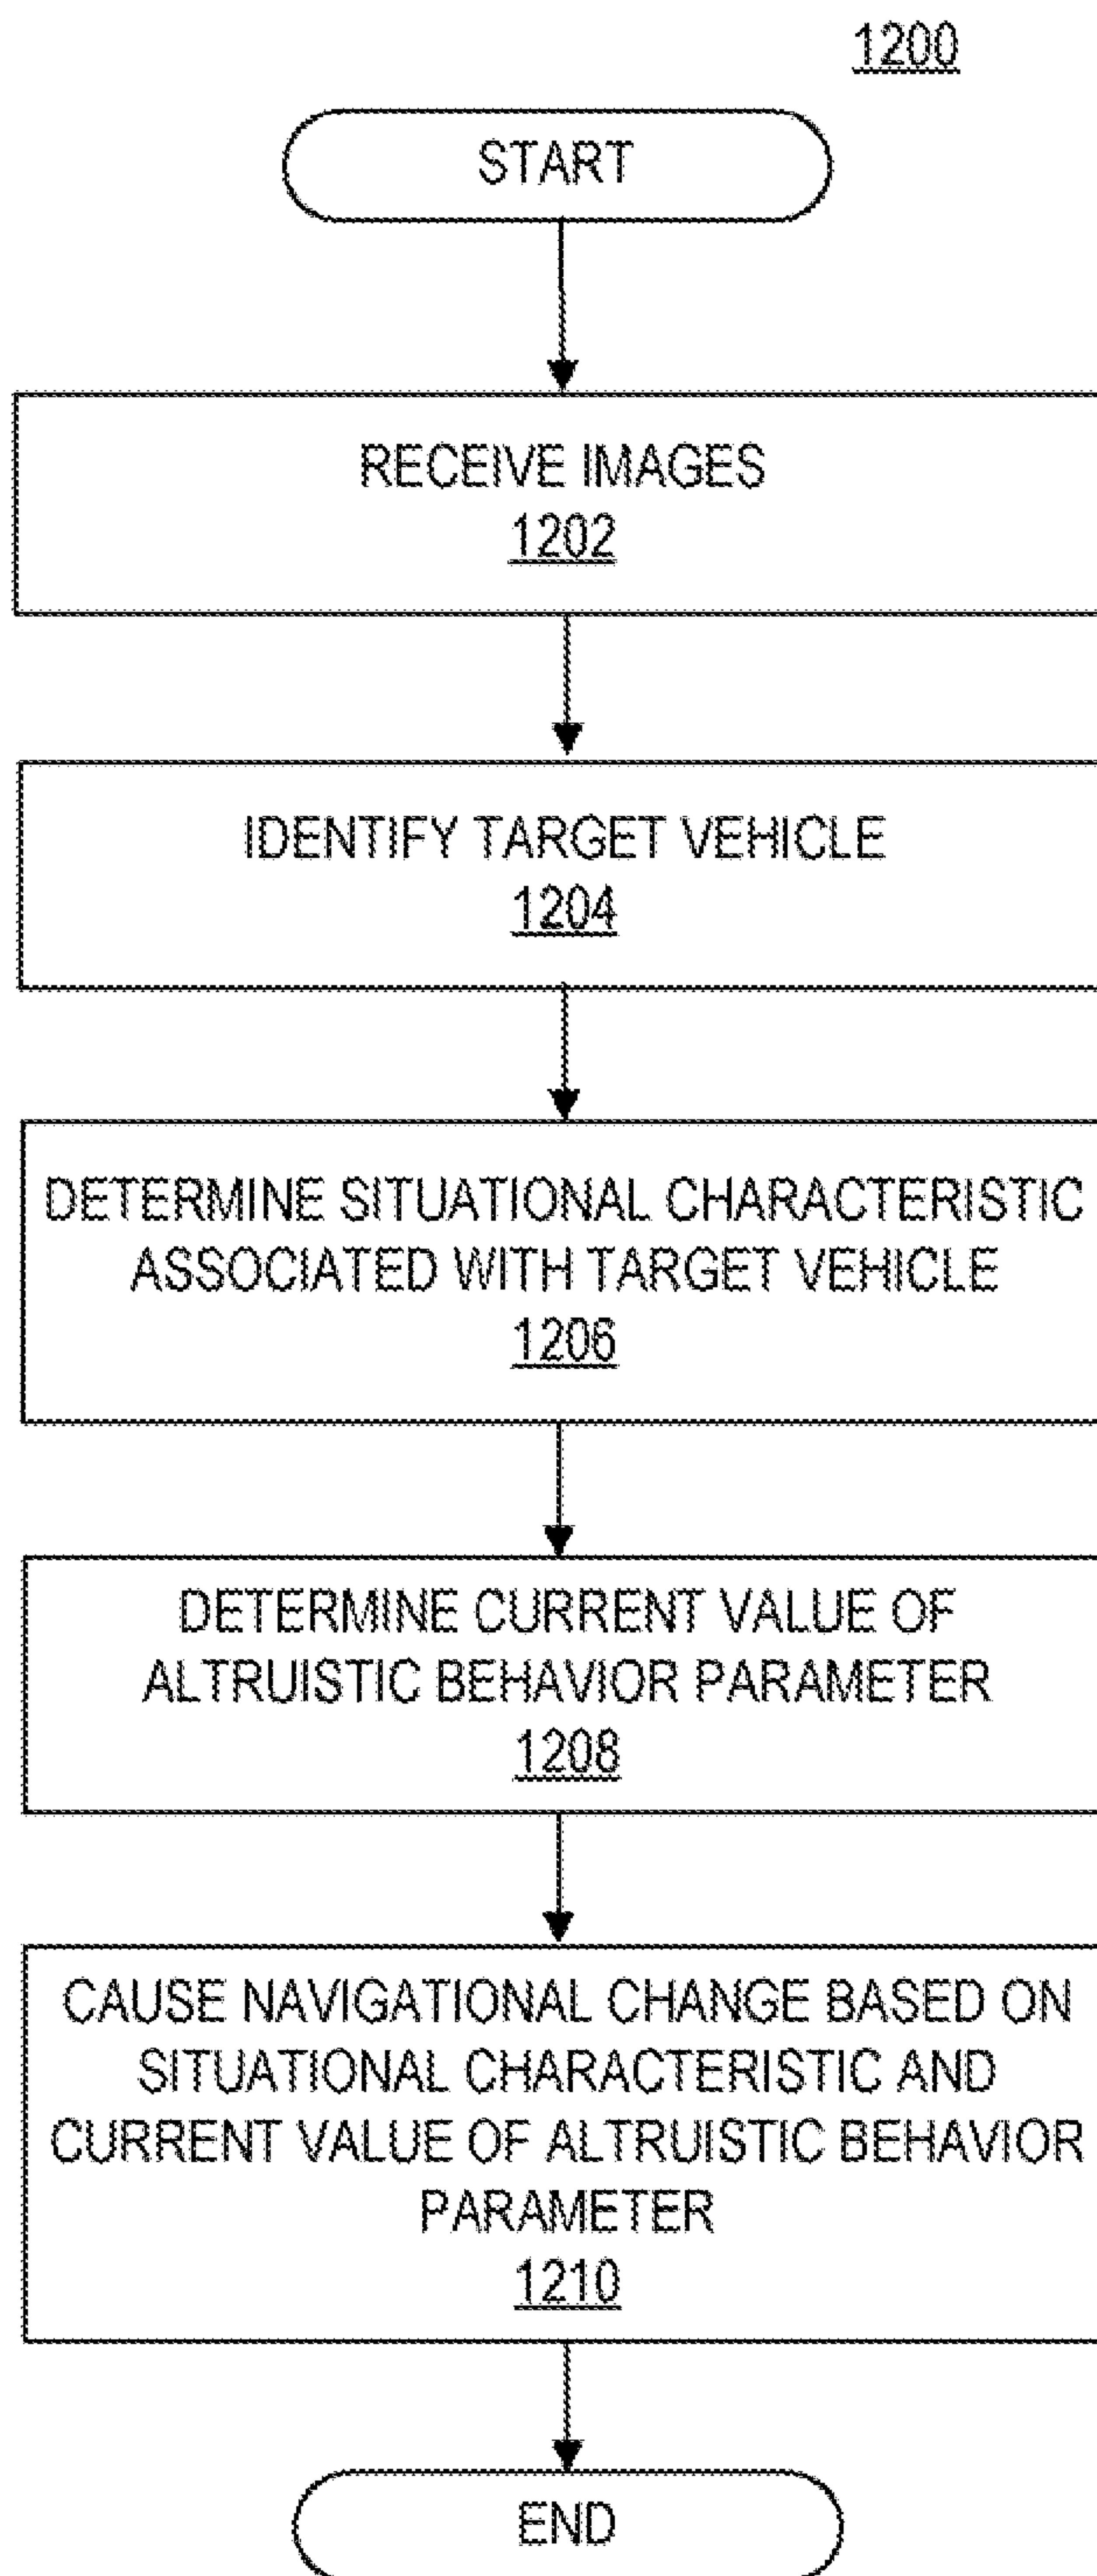 1200
START
RECEIVE IMAGES
1202
IDENTIFY TARGET VEHICLE
1204
DETERMINE SITUATIONAL CHARACTERISTIC
ASSOCIATED WITH TARGET VEHICLE
1206
DETERMINE CURRENT VALUE OF
ALTRUISTIC BEHAVIOR PARAMETER
1208
CAUSE NAVIGATIONAL CHANGE BASED ON
SITUATIONAL CHARACTERISTIC AND
CURRENT VALUE OF ALTRUISTIC BEHAVIOR
PARAMETER
1210
END